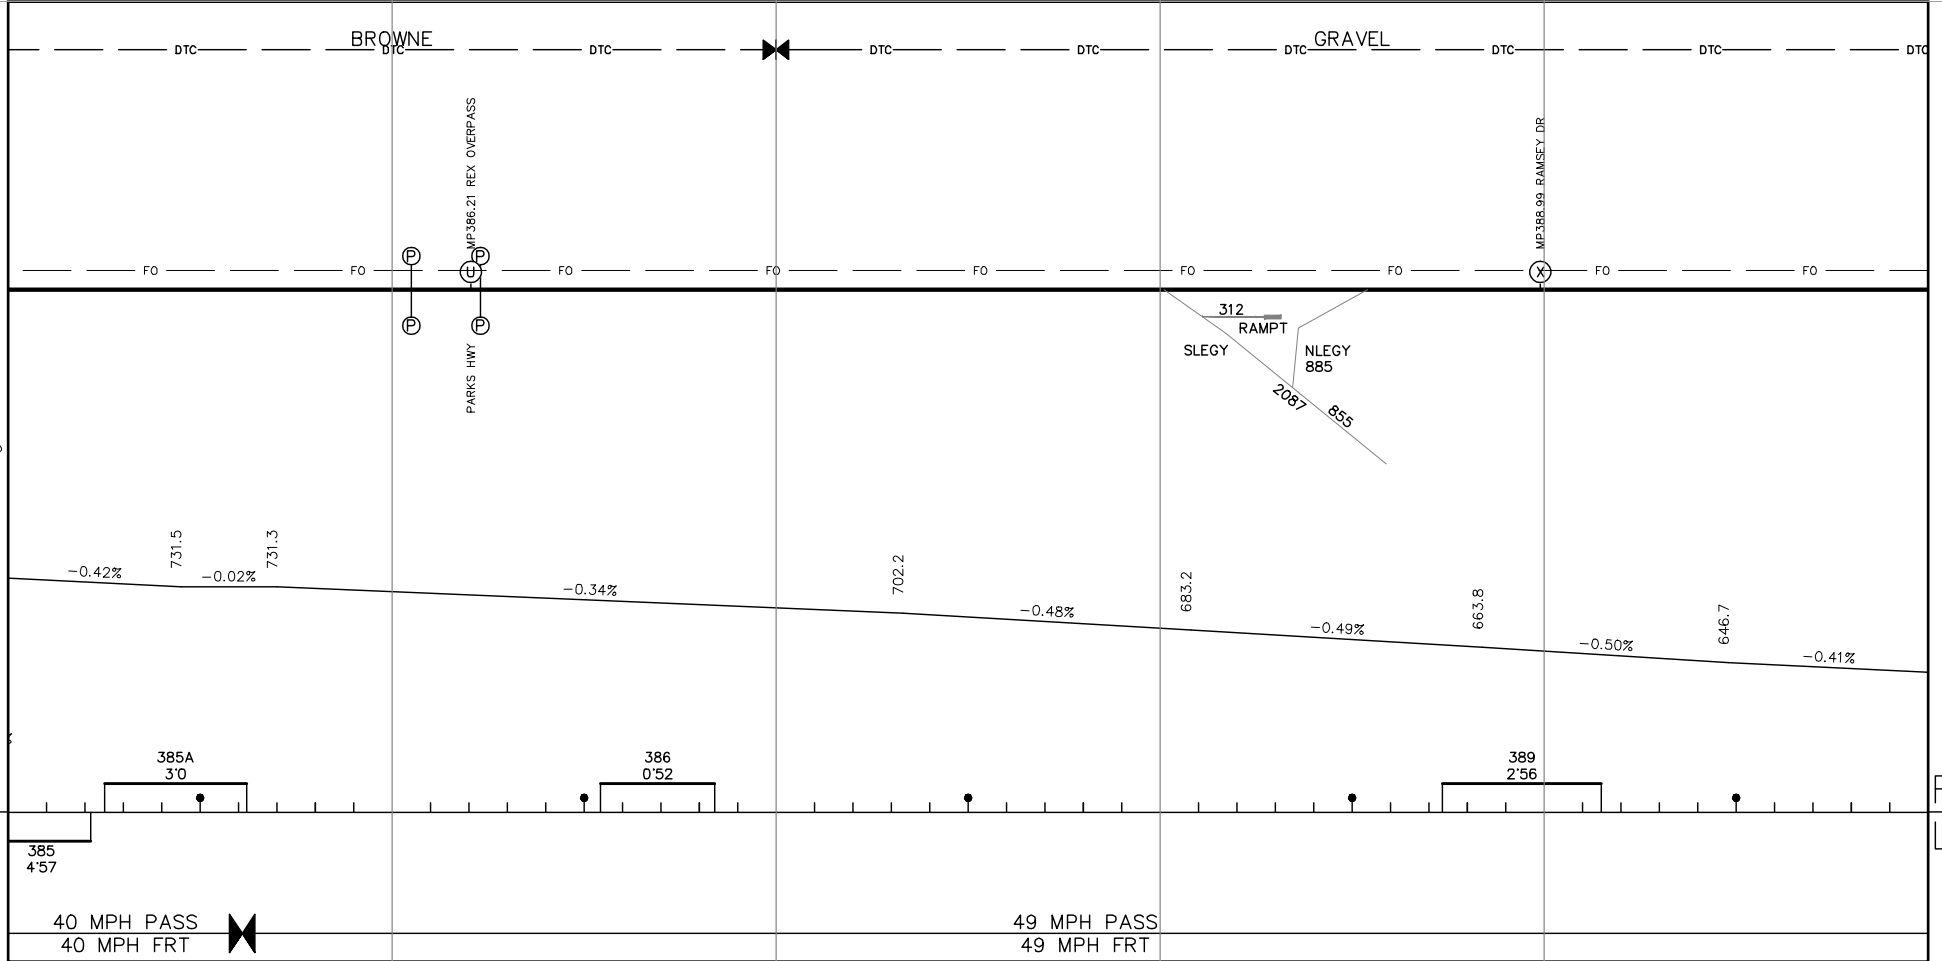 BROWNE
GRAVEL
DTC DTC DTC DTC DTC DTC DTC DTC DTC
MP386.21 REX OVERPASS
MP388.99 RAMSEY DR
P P
FO FO U FO FO FO FO FO X FO FO
P P
PARKS HWY
312
RAMPT
SLEGY
NLEGY
885
2087
855
731.5
731.3
702.2
683.2
663.8
646.7
-0.42%
-0.02%
-0.34%
-0.48%
-0.49%
-0.50%
-0.41%
385A
3°0
386
0°52
389
2°56
385
4°57
40 MPH PASS
40 MPH FRT
49 MPH PASS
49 MPH FRT